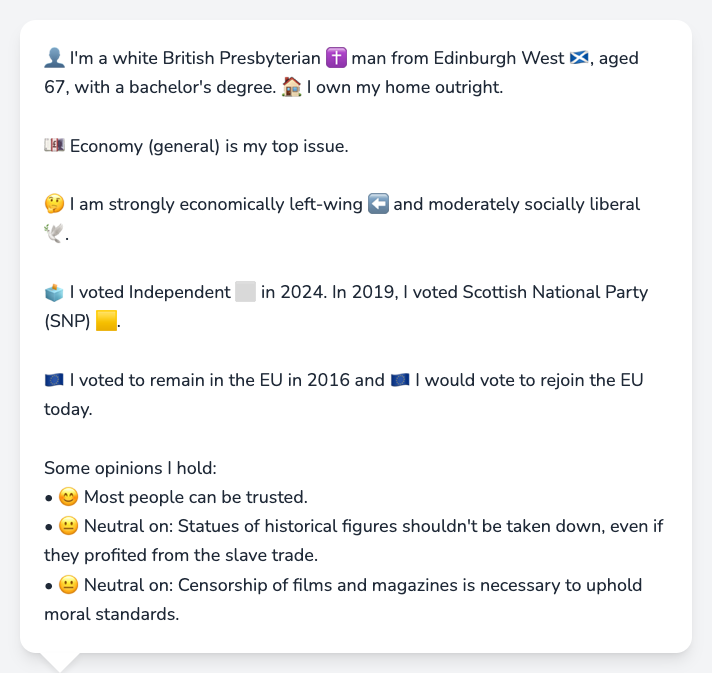 👤 I'm a white British Presbyterian ✝️ man from Edinburgh West 🏴󠁧󠁢󠁳󠁣󠁴󠁿, aged
67, with a bachelor's degree. 🏠 I own my home outright.
💷 Economy (general) is my top issue.
🤔 I am strongly economically left-wing ⬅️ and moderately socially liberal
🕊️.
🗳️ I voted Independent ⬜ in 2024. In 2019, I voted Scottish National Party
(SNP) 🟨.
🇪🇺 I voted to remain in the EU in 2016 and 🇪🇺 I would vote to rejoin the EU
today.
Some opinions I hold:
• 😊 Most people can be trusted.
• 😐 Neutral on: Statues of historical figures shouldn't be taken down, even if
they profited from the slave trade.
• 😐 Neutral on: Censorship of films and magazines is necessary to uphold
moral standards.